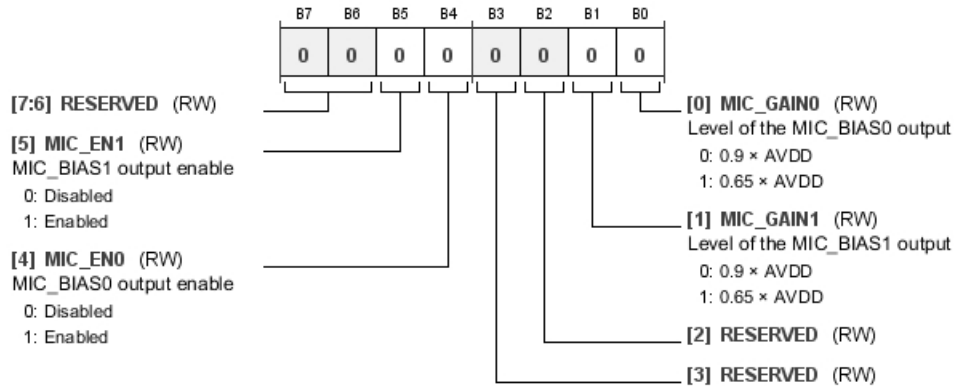 B7 B6 B5 B4 B3 B2 B1 B0
0 0 0 0 0 0 0 0
[7:6] RESERVED (RW)
[5] MIC_EN1 (RW)
MIC_BIAS1 output enable
0: Disabled
1: Enabled
[4] MIC_EN0 (RW)
MIC_BIAS0 output enable
0: Disabled
1: Enabled
[0] MIC_GAIN0 (RW)
Level of the MIC_BIAS0 output
0: 0.9 × AVDD
1: 0.65 × AVDD
[1] MIC_GAIN1 (RW)
Level of the MIC_BIAS1 output
0: 0.9 × AVDD
1: 0.65 × AVDD
[2] RESERVED (RW)
[3] RESERVED (RW)